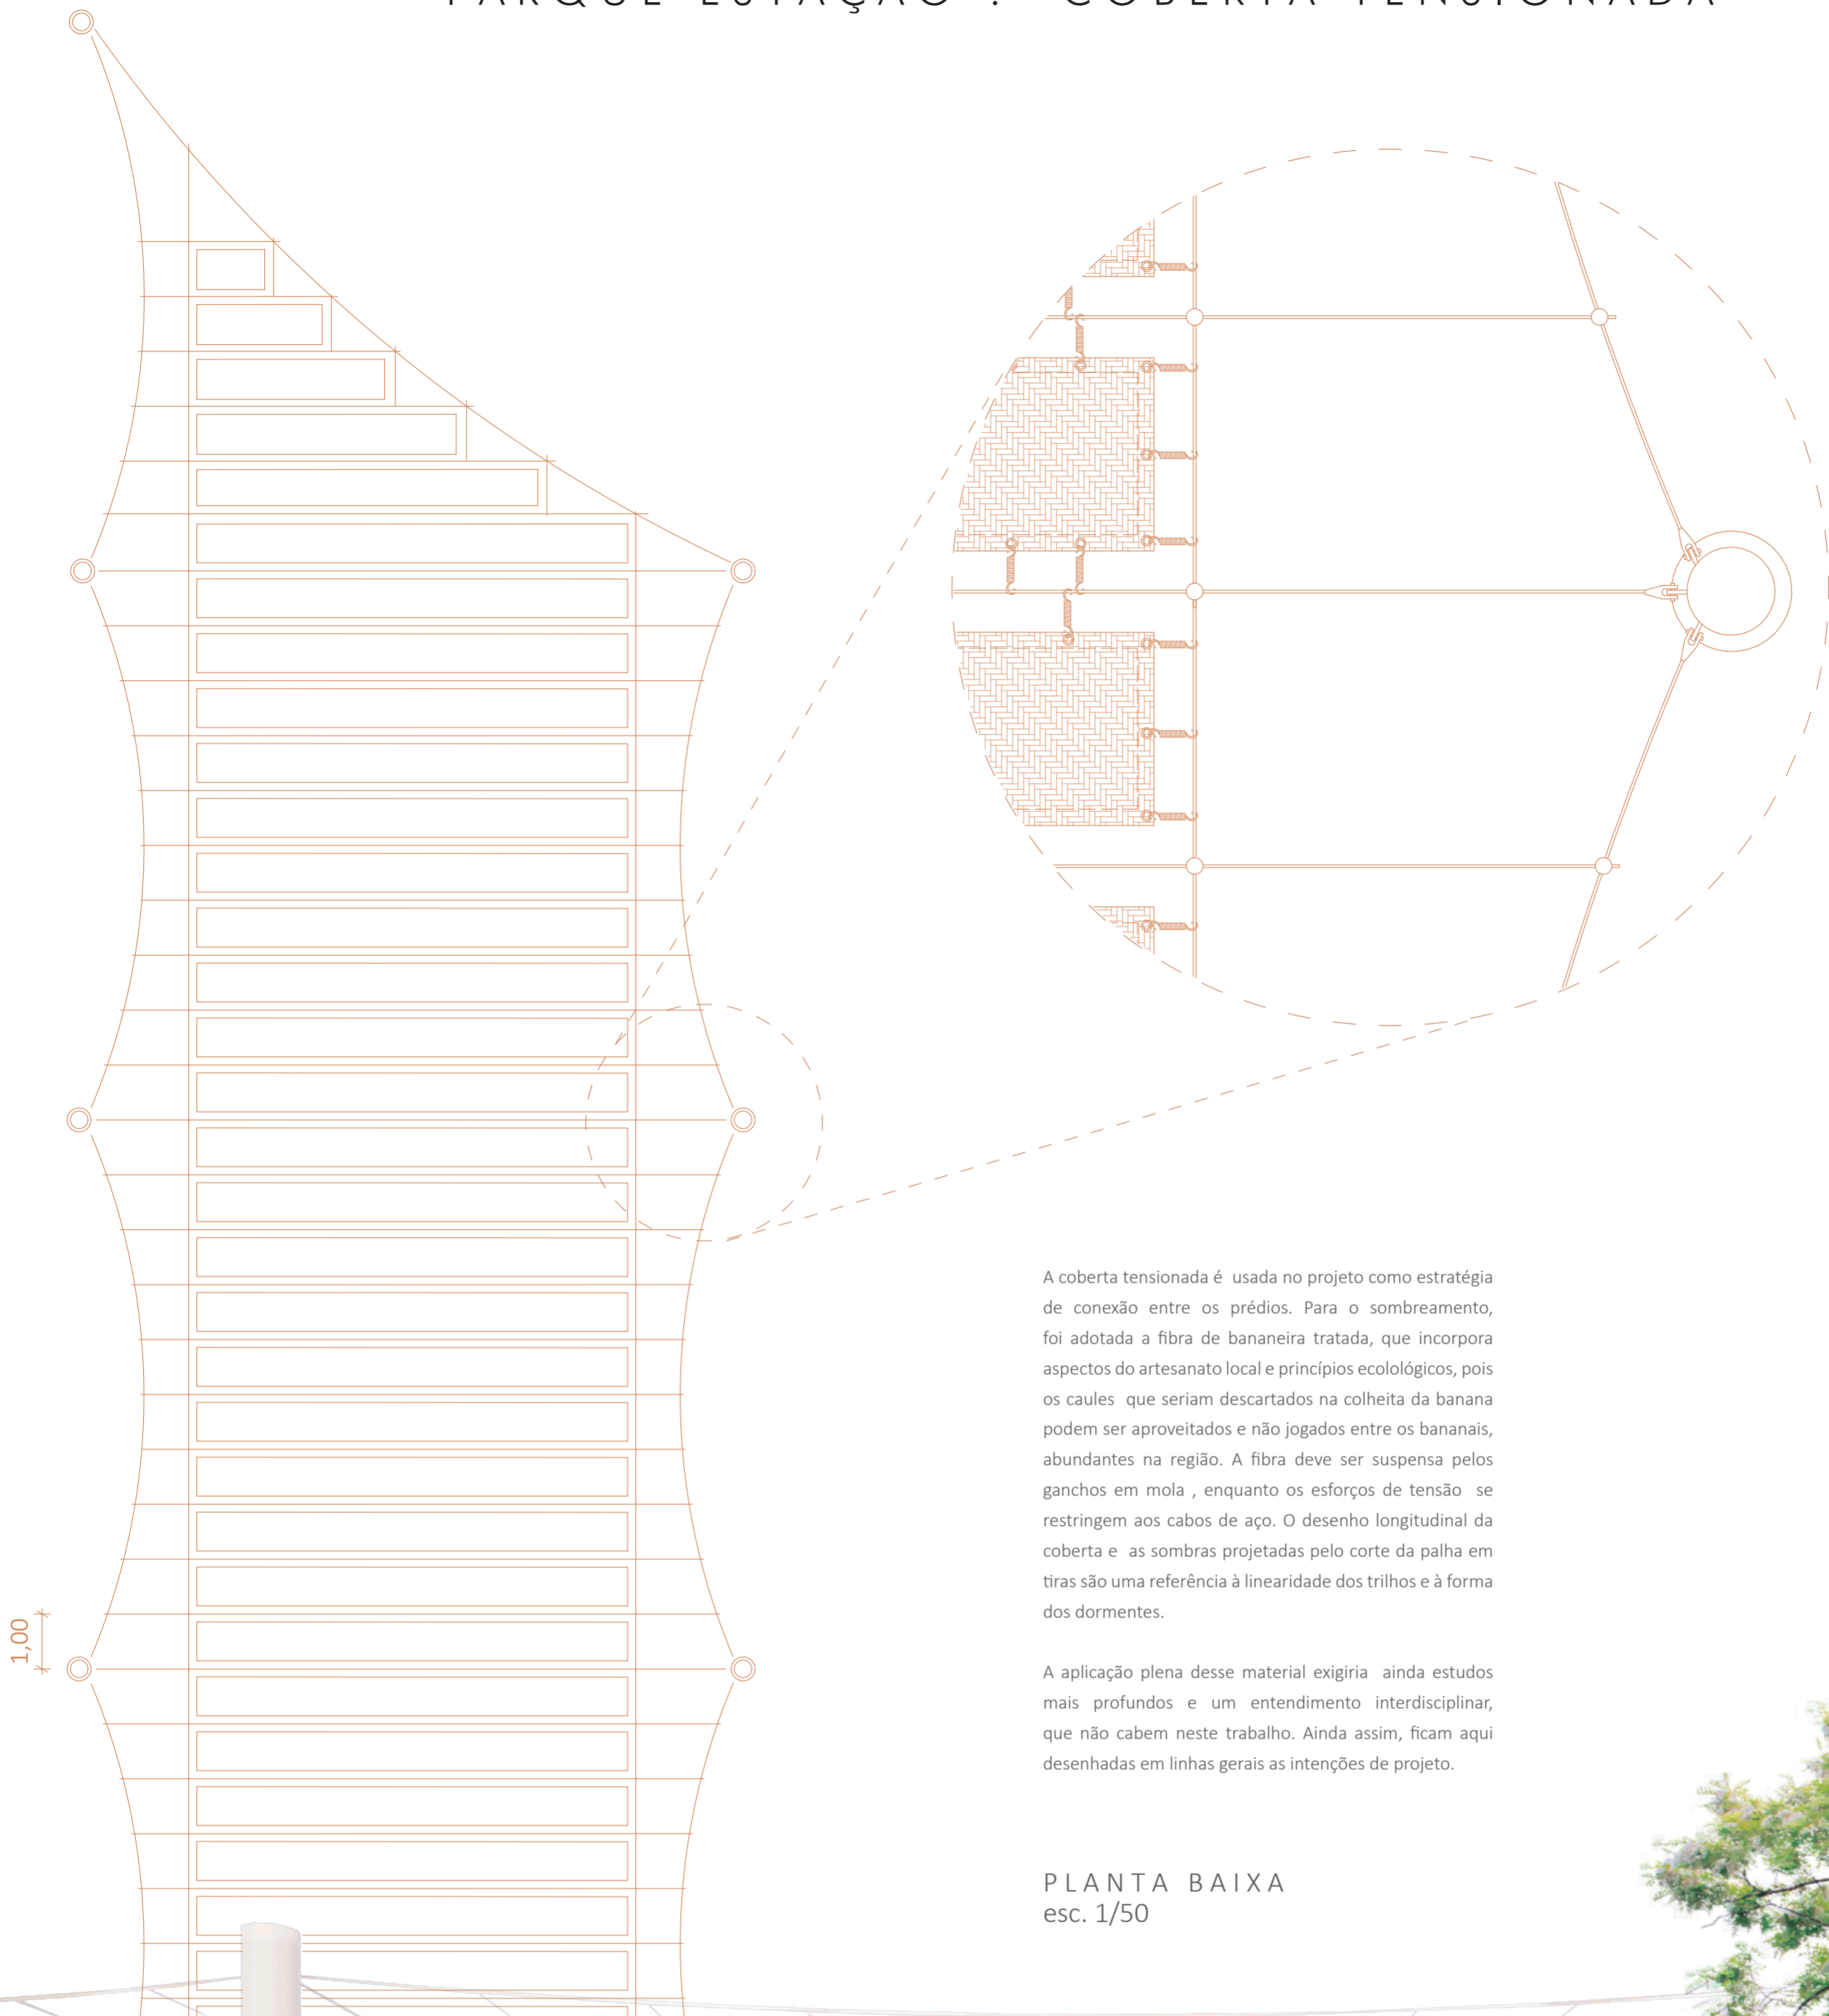 PARQUE ESTAÇÃO : COBERTA TENSIONADA
A coberta tensionada é usada no projeto como estratégia
de conexão entre os prédios. Para o sombreamento,
foi adotada a fibra de bananeira tratada, que incorpora
aspectos do artesanato local e princípios ecolológicos, pois
os caules que seriam descartados na colheita da banana
podem ser aproveitados e não jogados entre os bananais,
abundantes na região. A fibra deve ser suspensa pelos
ganchos em mola , enquanto os esforços de tensão se
restringem aos cabos de aço. O desenho longitudinal da
coberta e as sombras projetadas pelo corte da palha em
tiras são uma referência à linearidade dos trilhos e à forma
dos dormentes.
A aplicação plena desse material exigiria ainda estudos
mais profundos e um entendimento interdisciplinar,
que não cabem neste trabalho. Ainda assim, ficam aqui
desenhadas em linhas gerais as intenções de projeto.
1,00
PLANTA BAIXA
esc. 1/50